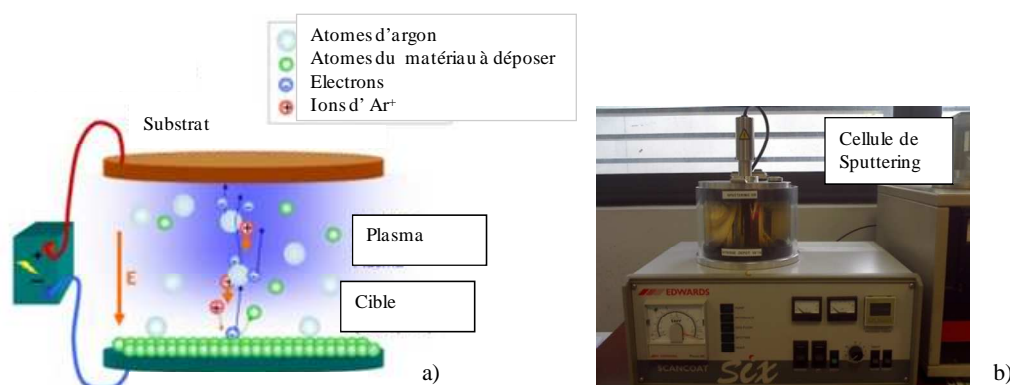 Atomes d'argon
Atomes du matériau à déposer
Electrons
Ions d' Ar⁺
Substrat
Plasma
Cible
E
+
a)
Cellule de
Sputtering
EDWARDS
SCANCOAT
six
b)